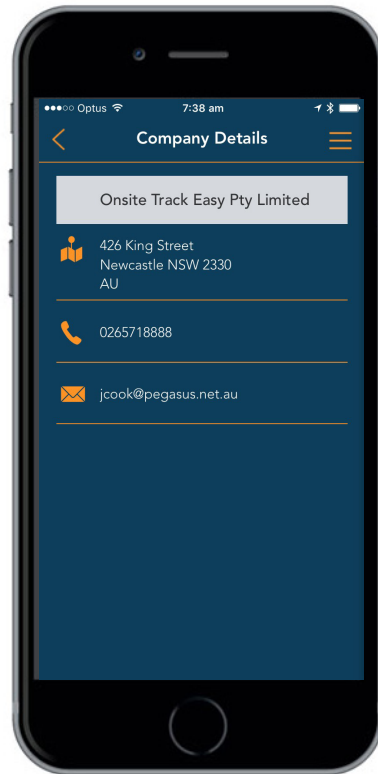 Optus
7:38 am
Company Details
Onsite Track Easy Pty Limited
426 King Street
Newcastle NSW 2330
AU
0265718888
jcook@pegasus.net.au